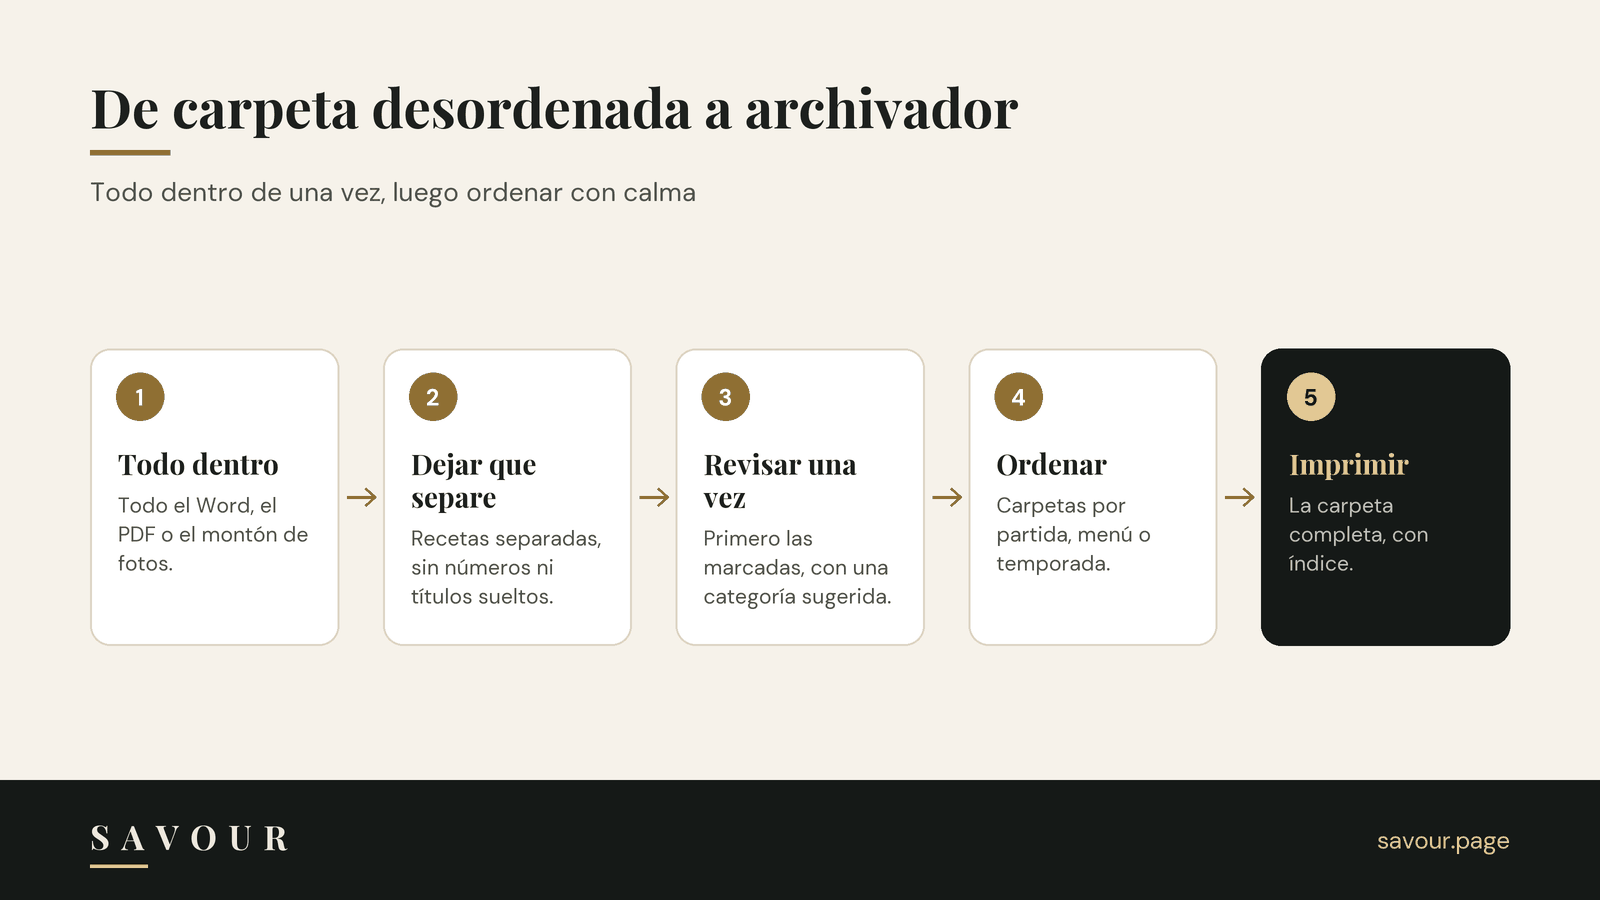 De carpeta desordenada a archivador
Todo dentro de una vez, luego ordenar con calma
1
Todo dentro
Todo el Word, el
PDF o el montón de
fotos.
2
Dejar que
separe
Recetas separadas,
sin números ni
títulos sueltos.
3
Revisar una
vez
Primero las
marcadas, con una
categoría sugerida.
4
Ordenar
Carpetas por
partida, menú o
temporada.
5
Imprimir
La carpeta
completa, con
índice.
SAVOUR
savour.page